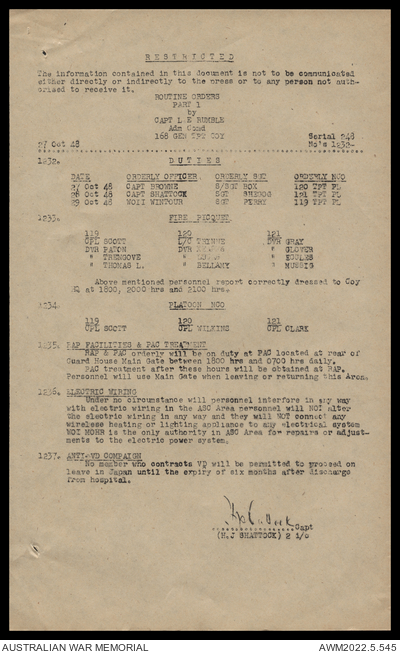 RESTRICTED
The information contained in this document is not to be communicated
either directly or indirectly to the press or to any person not auth-
orised to receive it.
ROUTINE ORDERS
PART 1
by
CAPT L.E RUMBLE
Adm Comd
168 GEN TPT COY
Serial 248
27 Oct 48 No's 1232-
1232. DUTIES
DATE ORDERLY OFFICER ORDERLY SGT ORDERLY NCO
27 Oct 48 CAPT BROWNE S/SGT BOX 120 TPT PL
28 Oct 48 CAPT SHATTOCK SGT 121 TPT PL
29 Oct 48 WOII WINTOUR SGT PERRY 119 TPT PL
1233. FIRE PICQUET
119 120 121
CPL SCOTT L/C DVR GRAY
DVR PATON DVR " GLOVER
" TREMOOVE " " ECCLES
" THOMAS L. " BELLAMY " MUSSIG
Above mentioned personnel report correctly dressed to Coy
HQ at 1800, 2000 hrs and 2100 hrs.
1234. PLATOON NCO
119 120 121
CPL SCOTT CPL WILKINS CPL CLARK
1235. RAP FACILITIES & PAC TREATMENT
RAP & PAC orderly will be on duty at PAC located at rear of
Guard House Main Gate between 1800 hrs and 0700 hrs daily.
PAC treatment after these hours will be obtained at RAP.
Personnel will use Main Gate when leaving or returning this Area.
1236. ELECTRIC WIRING
Under no circumstance will personnel interfere in any way
with electric wiring in the ASC Area personnel will NOT alter
the electric wiring in any way and they will NOT connect any
wireless heating or lighting appliance to any electrical system
WOI MOHR is the only authority in ASC Area for repairs or adjust-
ments to the electric power system.
1237. ANTI-VD COMPAIGN
No member who contracts VD will be permitted to proceed on
leave in Japan until the expiry of six months after discharge
from hospital.
Capt
(H.J SHATTOCK) 2 i/c
AUSTRALIAN WAR MEMORIAL AWM2022.5.545